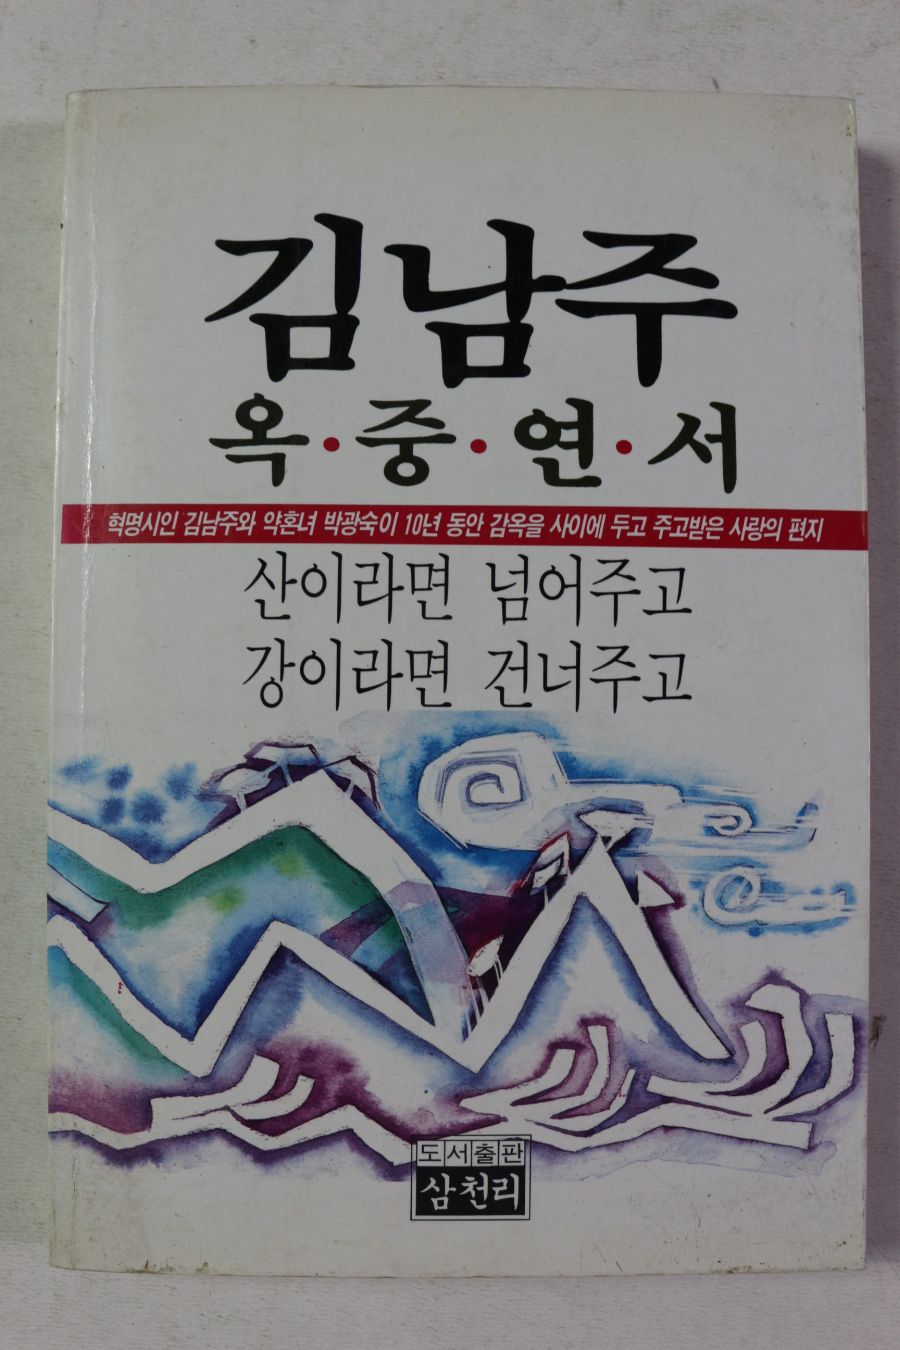 김남주
옥·중·연·서
혁명시인 김남주와 약혼녀 박광숙이 10년 동안 감옥을 사이에 두고 주고받은 사랑의 편지
산이라면 넘어주고
강이라면 건너주고
도서출판
삼천리